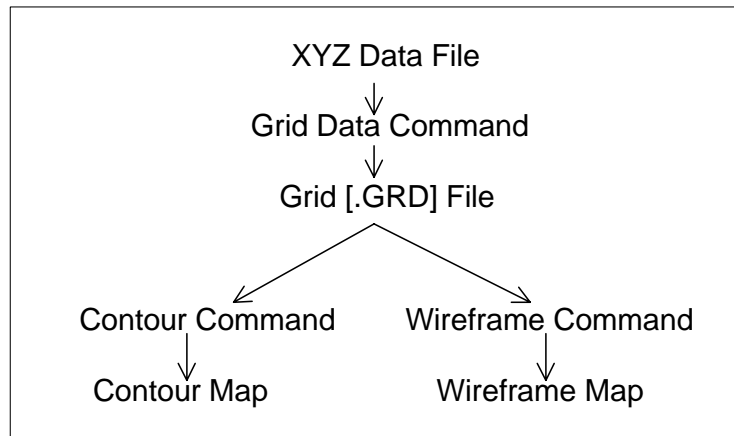 XYZ Data File
Grid Data Command
Grid [.GRD] File
Contour Command
Wireframe Command
Contour Map
Wireframe Map